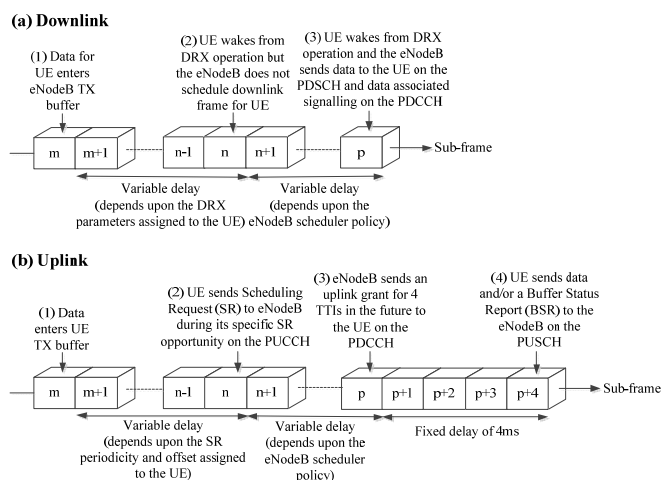 (a) Downlink
(1) Data for
UE enters
eNodeB TX
buffer
(2) UE wakes from
DRX operation but
the eNodeB does not
schedule downlink
frame for UE
(3) UE wakes from DRX
operation and the eNodeB
sends data to the UE on the
PDSCH and data associated
signalling on the PDCCH
m
m+1
n-1
n
n+1
p
Sub-frame
Variable delay
(depends upon the DRX
parameters assigned to the UE)
Variable delay
(depends upon the
eNodeB scheduler policy)
(b) Uplink
(1) Data
enters UE
TX buffer
(2) UE sends Scheduling
Request (SR) to eNodeB
during its specific SR
opportunity on the PUCCH
(3) eNodeB sends an
uplink grant for 4
TTIs in the future to
the UE on the
PDCCH
(4) UE sends data
and/or a Buffer Status
Report (BSR) to the
eNodeB on the
PUSCH
m
m+1
n-1
n
n+1
p
p+1
p+2
p+3
p+4
Sub-frame
Variable delay
(depends upon the SR
periodicity and offset assigned
to the UE)
Variable delay
(depends upon the
eNodeB scheduler
policy)
Fixed delay of 4ms